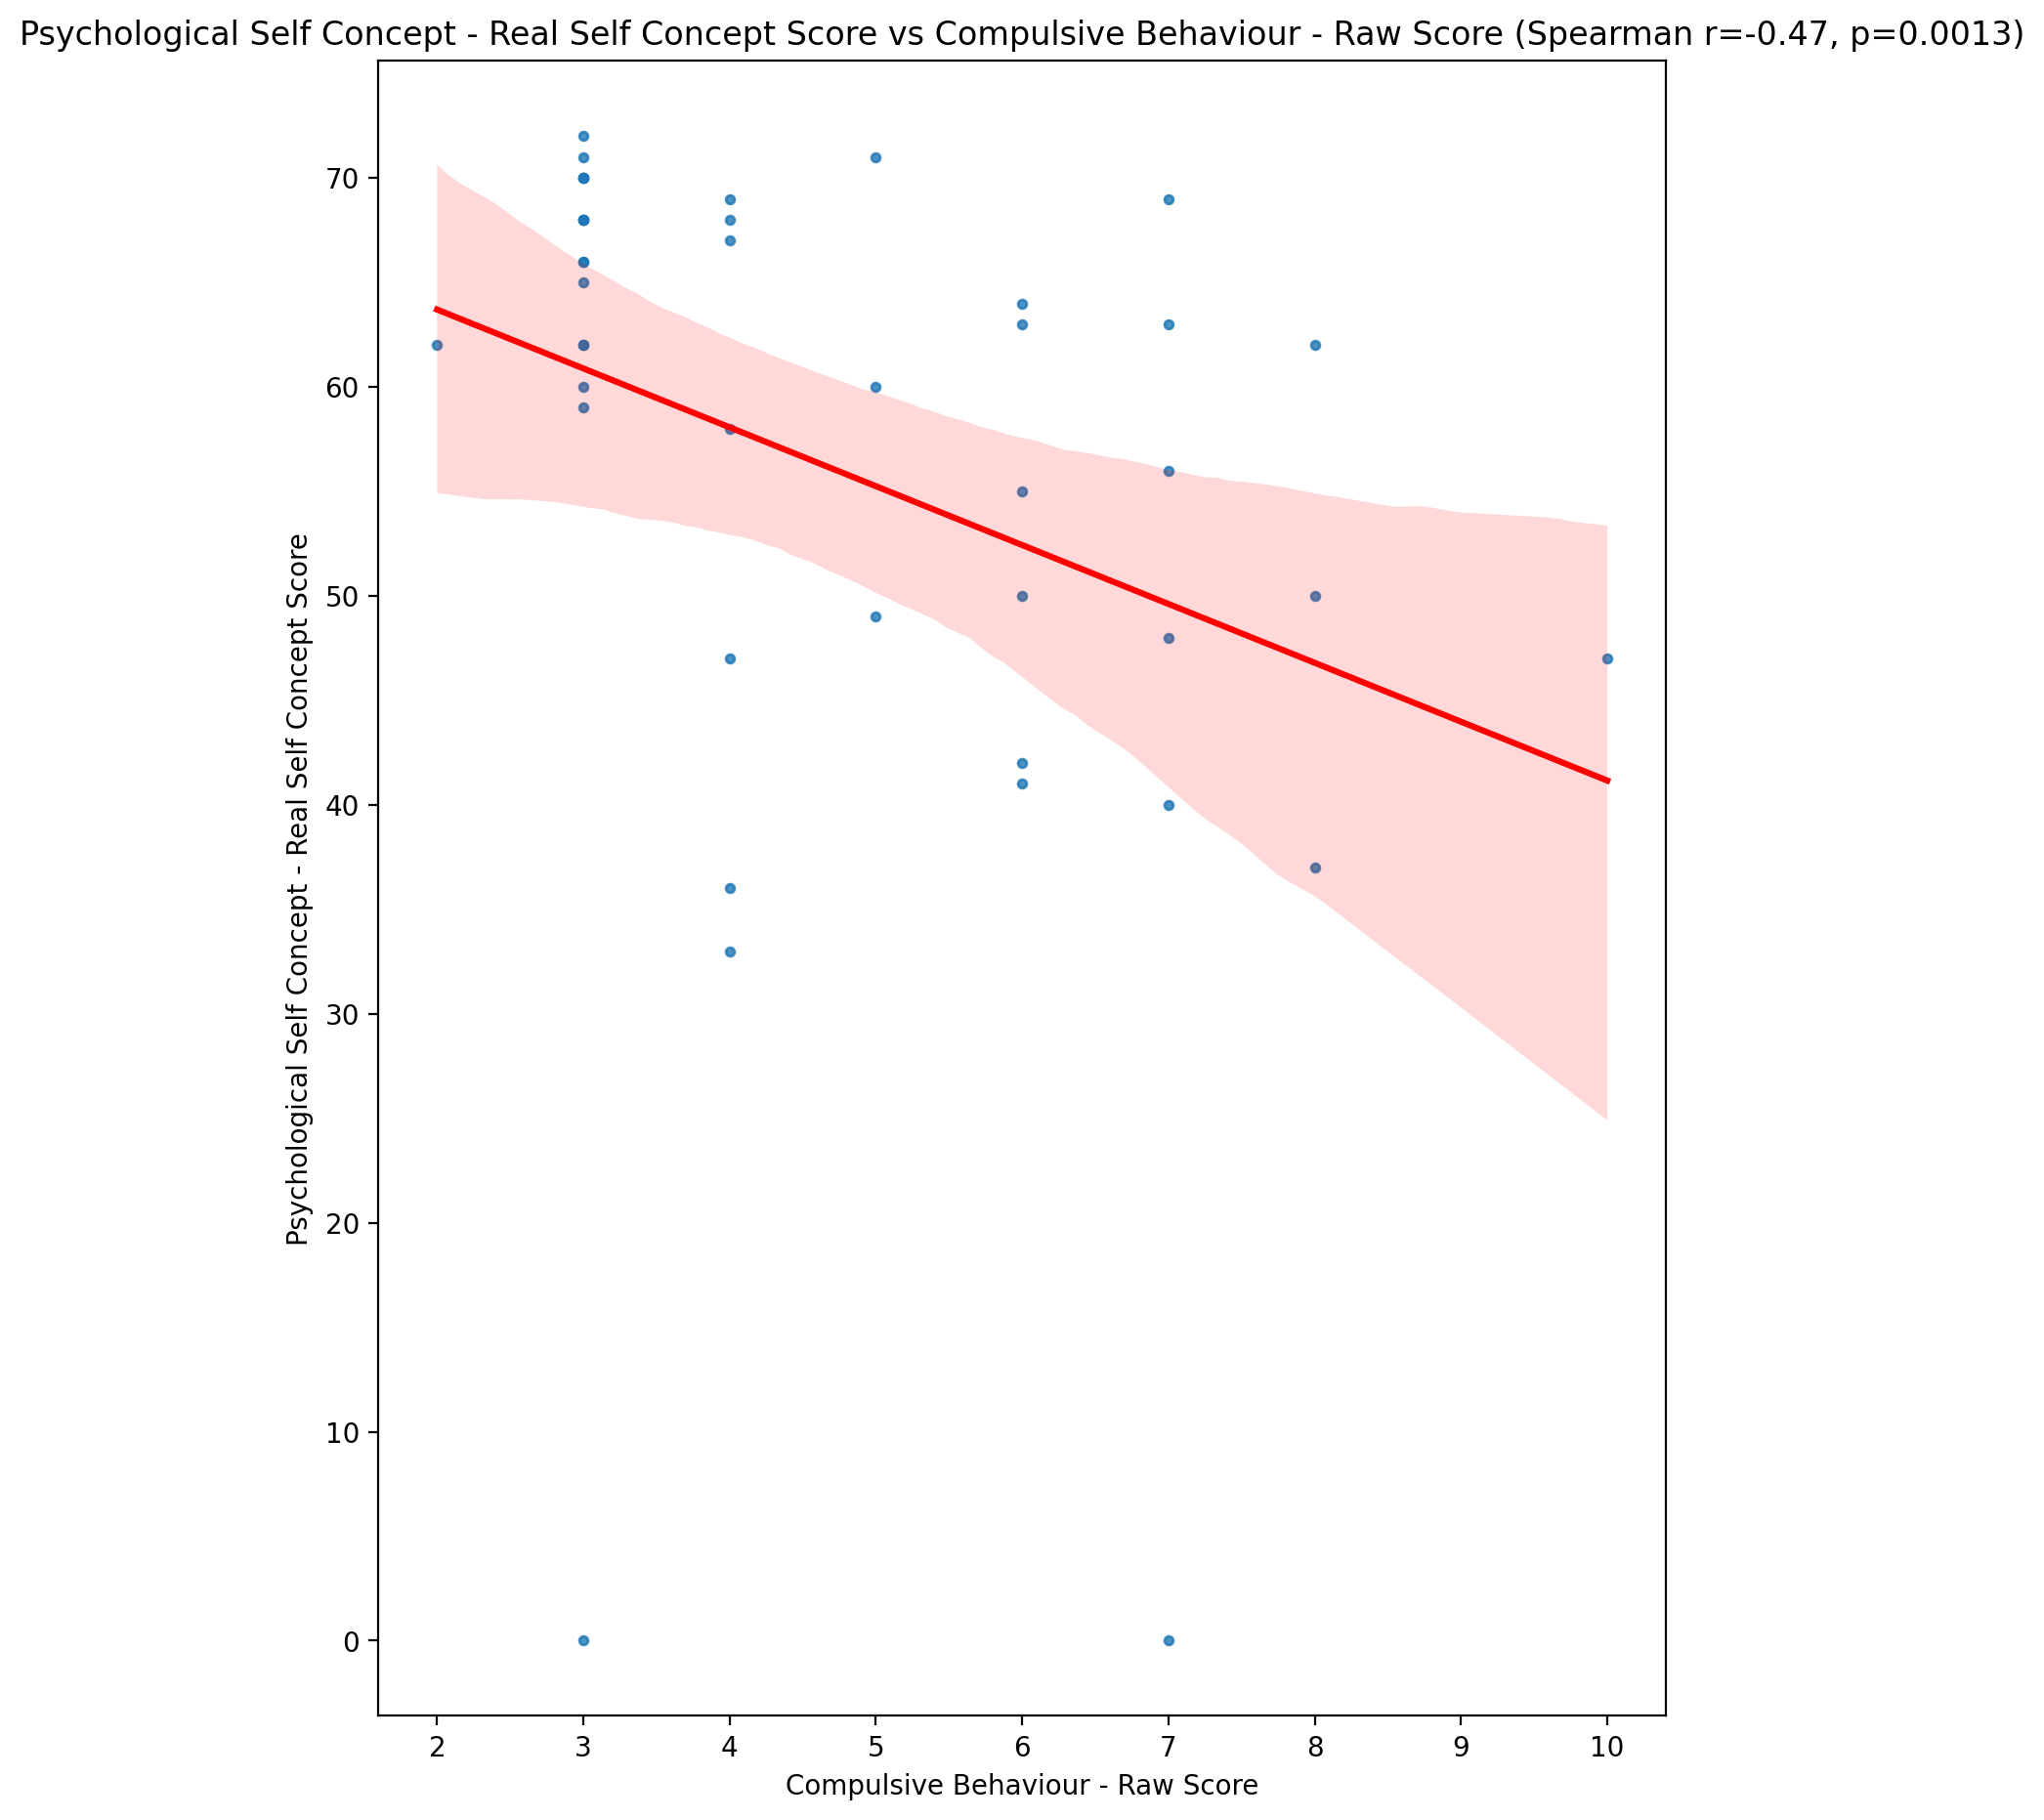 Psychological Self Concept - Real Self Concept Score vs Compulsive Behaviour - Raw Score (Spearman r=-0.47, p=0.0013)
Psychological Self Concept - Real Self Concept Score
70
60
50
40
30
20
10
0
2 3 4 5 6 7 8 9 10
Compulsive Behaviour - Raw Score